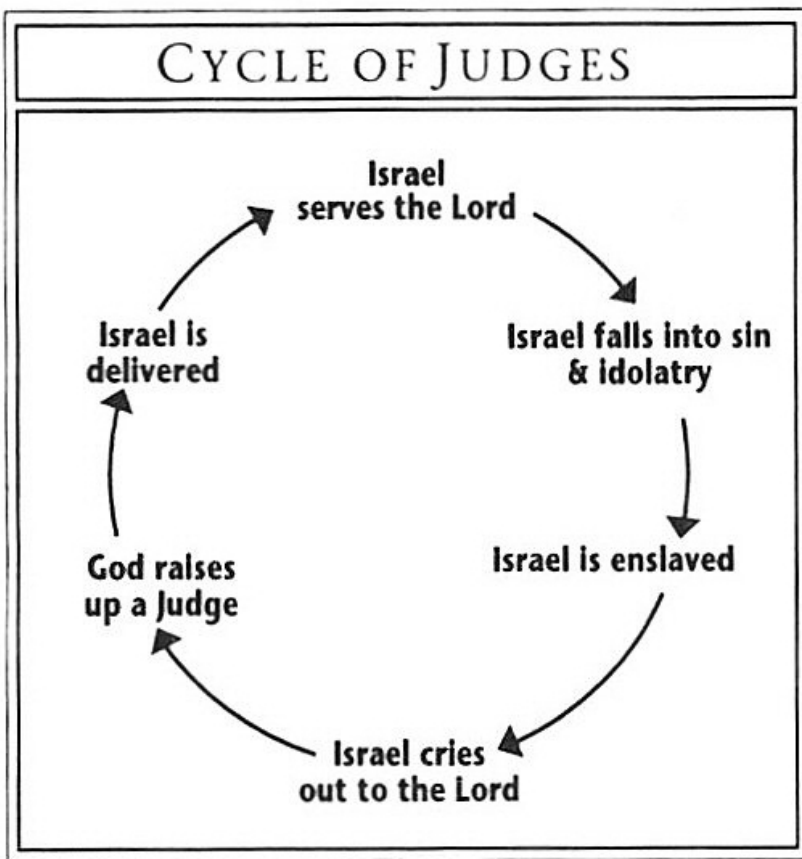 CYCLE OF JUDGES
Israel
serves the Lord
Israel falls into sin
& idolatry
Israel is enslaved
Israel cries
out to the Lord
God raises
up a Judge
Israel is
delivered